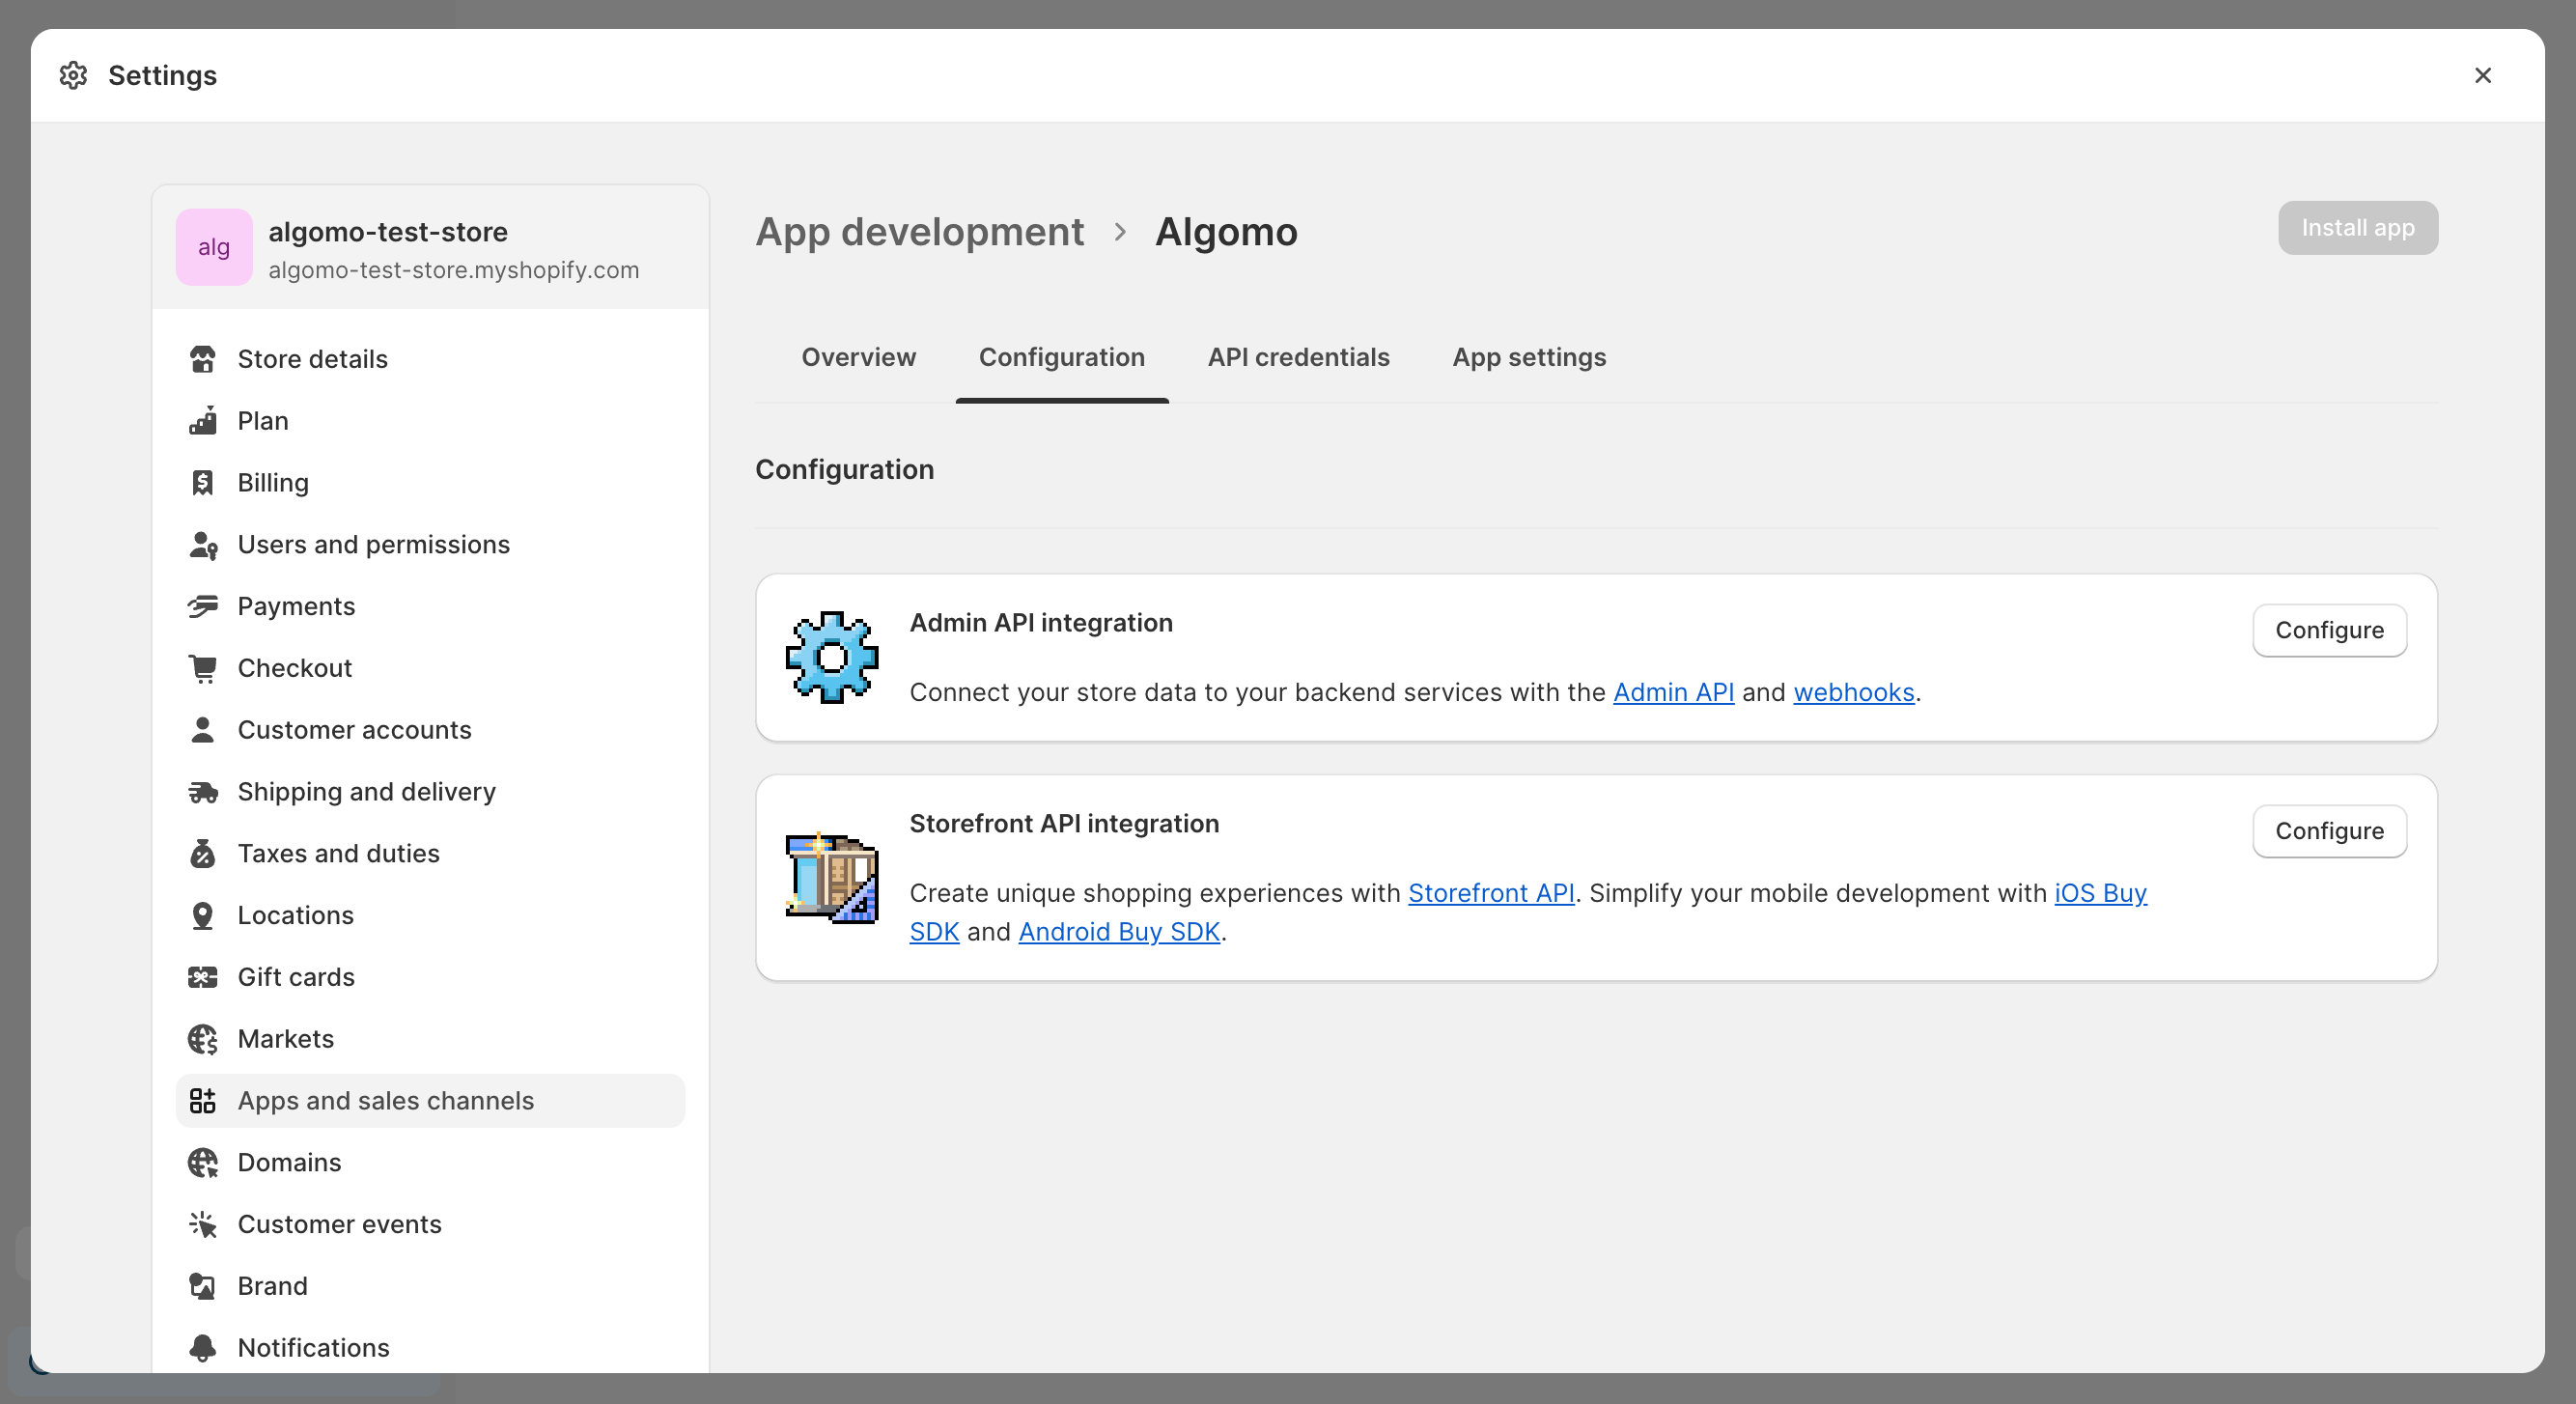 Settings
alg
algomo-test-store
algomo-test-store.myshopify.com
Store details
Plan
Billing
Users and permissions
Payments
Checkout
Customer accounts
Shipping and delivery
Taxes and duties
Locations
Gift cards
Markets
Apps and sales channels
Domains
Customer events
Brand
Notifications
App development > Algomo
Install app
Overview Configuration API credentials App settings
Configuration
Admin API integration
Configure
Connect your store data to your backend services with the Admin API and webhooks.
Storefront API integration
Configure
Create unique shopping experiences with Storefront API. Simplify your mobile development with iOS Buy
SDK and Android Buy SDK.